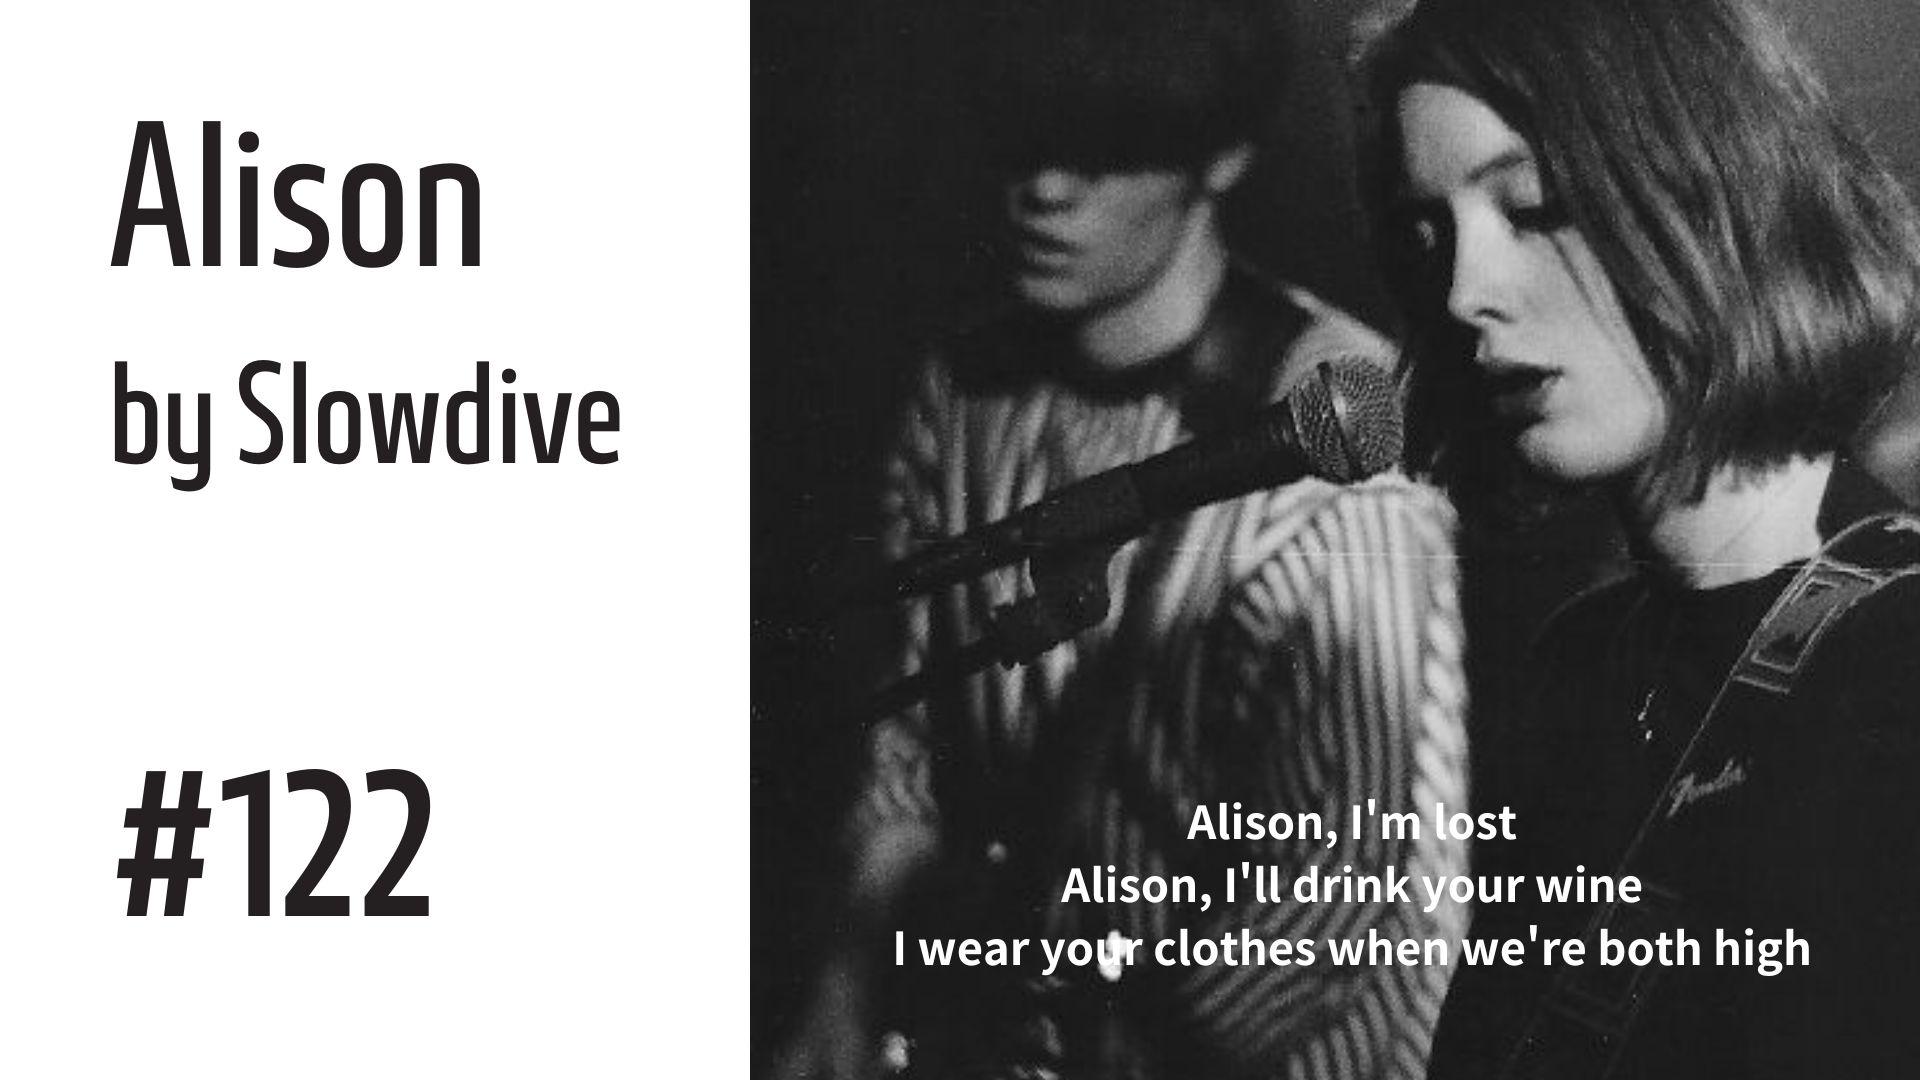 Alison
by Slowdive
#122
Fender
Alison, I'm lost
Alison, I'll drink your wine
I wear your clothes when we're both high